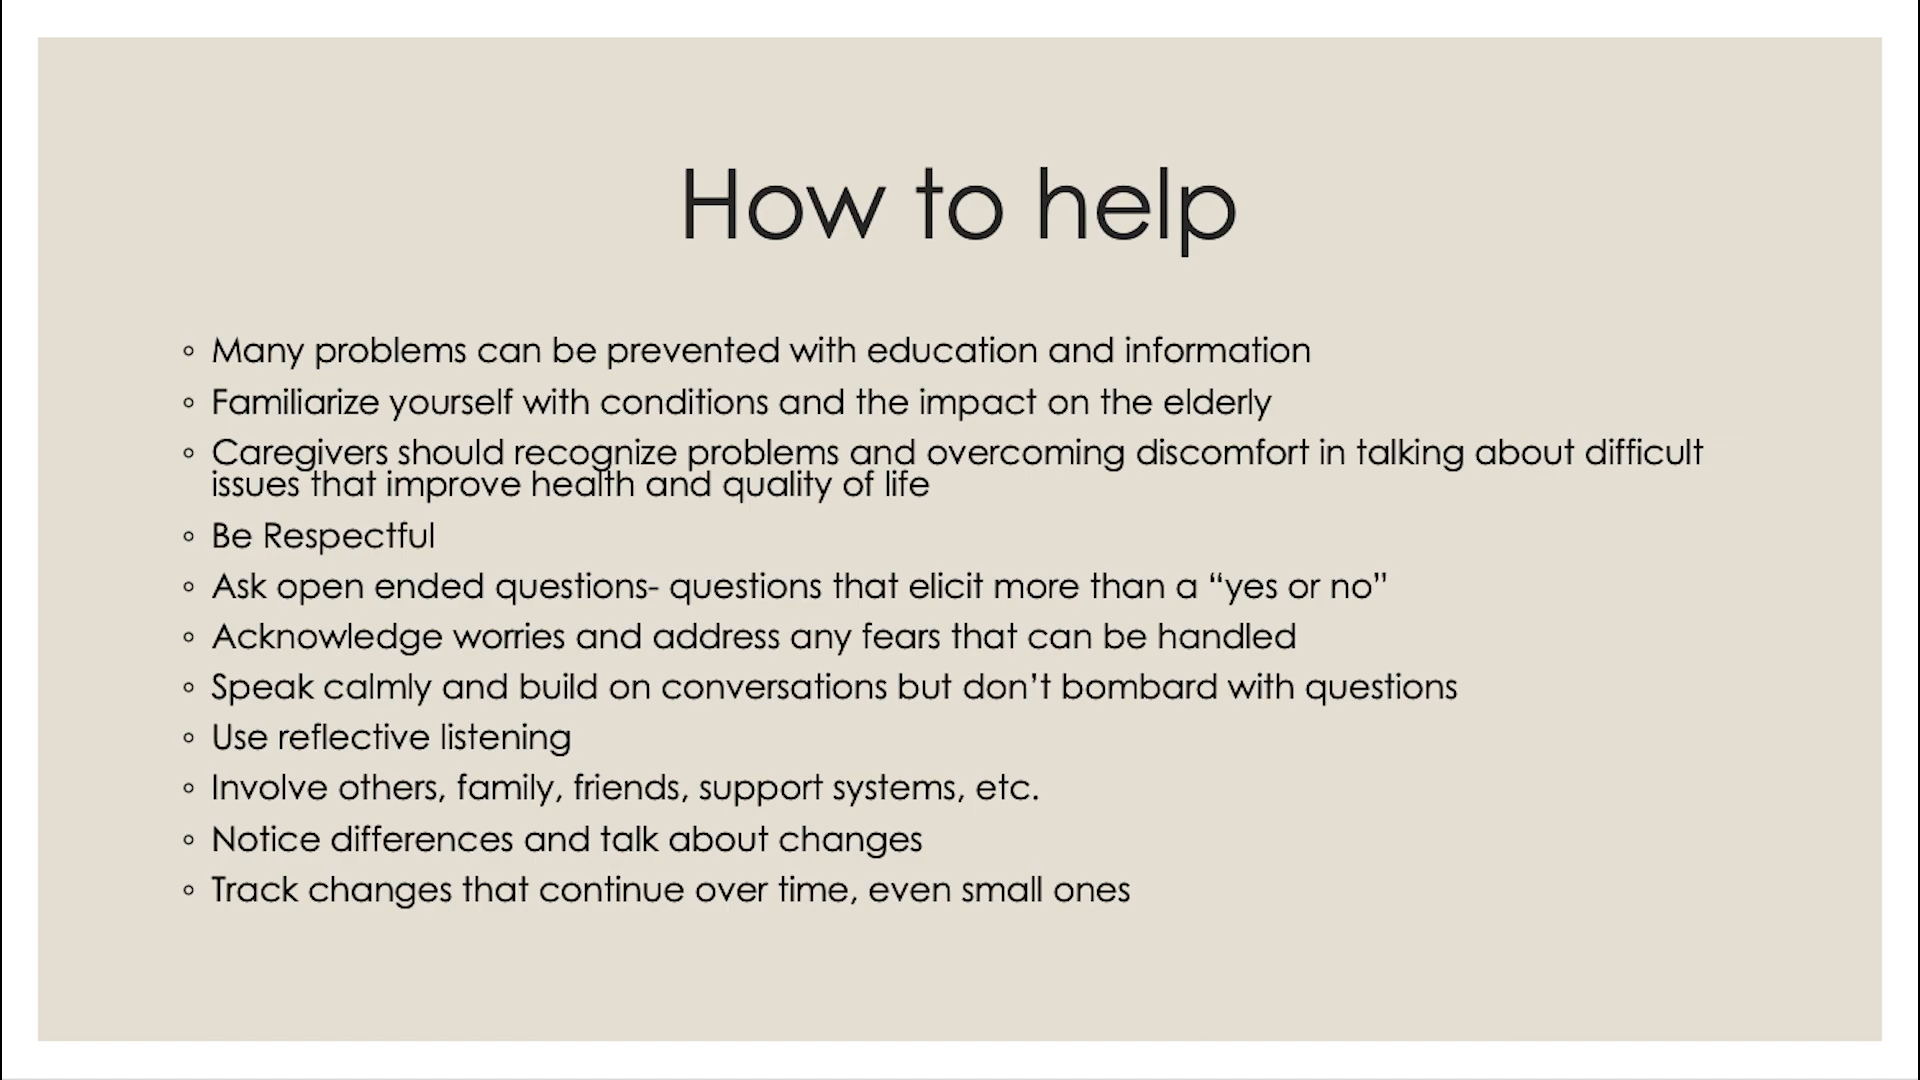 How to help
◦ Many problems can be prevented with education and information
◦ Familiarize yourself with conditions and the impact on the elderly
◦ Caregivers should recognize problems and overcoming discomfort in talking about difficult
issues that improve health and quality of life
◦ Be Respectful
◦ Ask open ended questions- questions that elicit more than a “yes or no”
◦ Acknowledge worries and address any fears that can be handled
◦ Speak calmly and build on conversations but don’t bombard with questions
◦ Use reflective listening
◦ Involve others, family, friends, support systems, etc.
◦ Notice differences and talk about changes
◦ Track changes that continue over time, even small ones